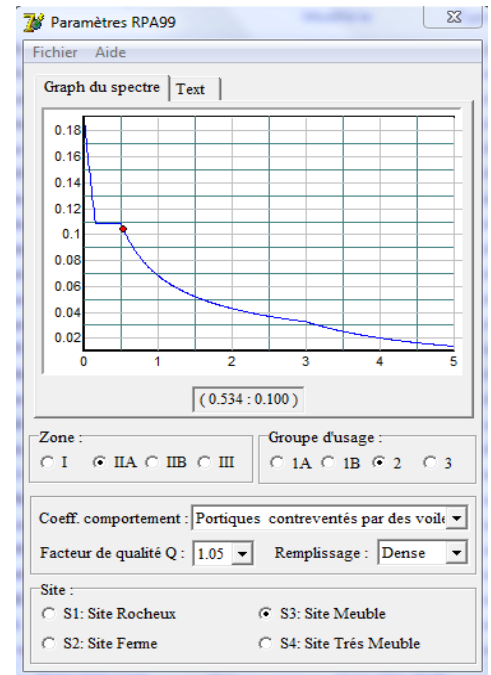 Paramètres RPA99
Fichier Aide
Graph du spectre Text
0.18
0.16
0.14
0.12
0.1
0.08
0.06
0.04
0.02
0 1 2 3 4 5
( 0.534 : 0.100 )
Zone : Groupe d'usage :
I IIA IIB III 1A 1B 2 3
Coeff. comportement : Portiques contreventés par des voile
Facteur de qualité Q : 1.05 Remplissage : Dense
Site :
S1: Site Rocheux S3: Site Meuble
S2: Site Ferme S4: Site Trés Meuble